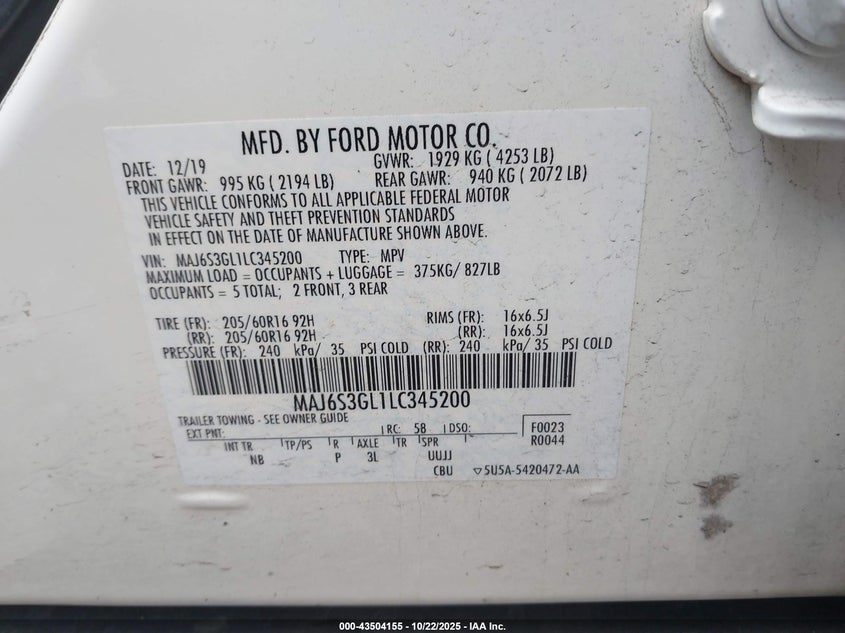 MFD. BY FORD MOTOR CO.
DATE: 12/19 GVWR: 1929 KG ( 4253 LB)
FRONT GAWR: 995 KG ( 2194 LB) REAR GAWR: 940 KG ( 2072 LB)
THIS VEHICLE CONFORMS TO ALL APPLICABLE FEDERAL MOTOR
VEHICLE SAFETY AND THEFT PREVENTION STANDARDS
IN EFFECT ON THE DATE OF MANUFACTURE SHOWN ABOVE.
VIN: MAJ6S3GL1LC345200 TYPE: MPV
MAXIMUM LOAD = OCCUPANTS + LUGGAGE = 375KG/ 827LB
OCCUPANTS = 5 TOTAL; 2 FRONT, 3 REAR
TIRE (FR): 205/60R16 92H RIMS (FR): 16x6.5J
(RR): 205/60R16 92H (RR): 16x6.5J
PRESSURE (FR): 240 kPa/ 35 PSI COLD (RR): 240 kPa/ 35 PSI COLD
MAJ6S3GL1LC345200
TRAILER TOWING - SEE OWNER GUIDE
EXT PNT: RC: 58 DSO: F0023
R0044
INT TR TP/PS R AXLE TR SPR
NB P 3L UUJJ
CBU ▽5U5A-5420472-AA
000-43504155 - 10/22/2025 - IAA Inc.